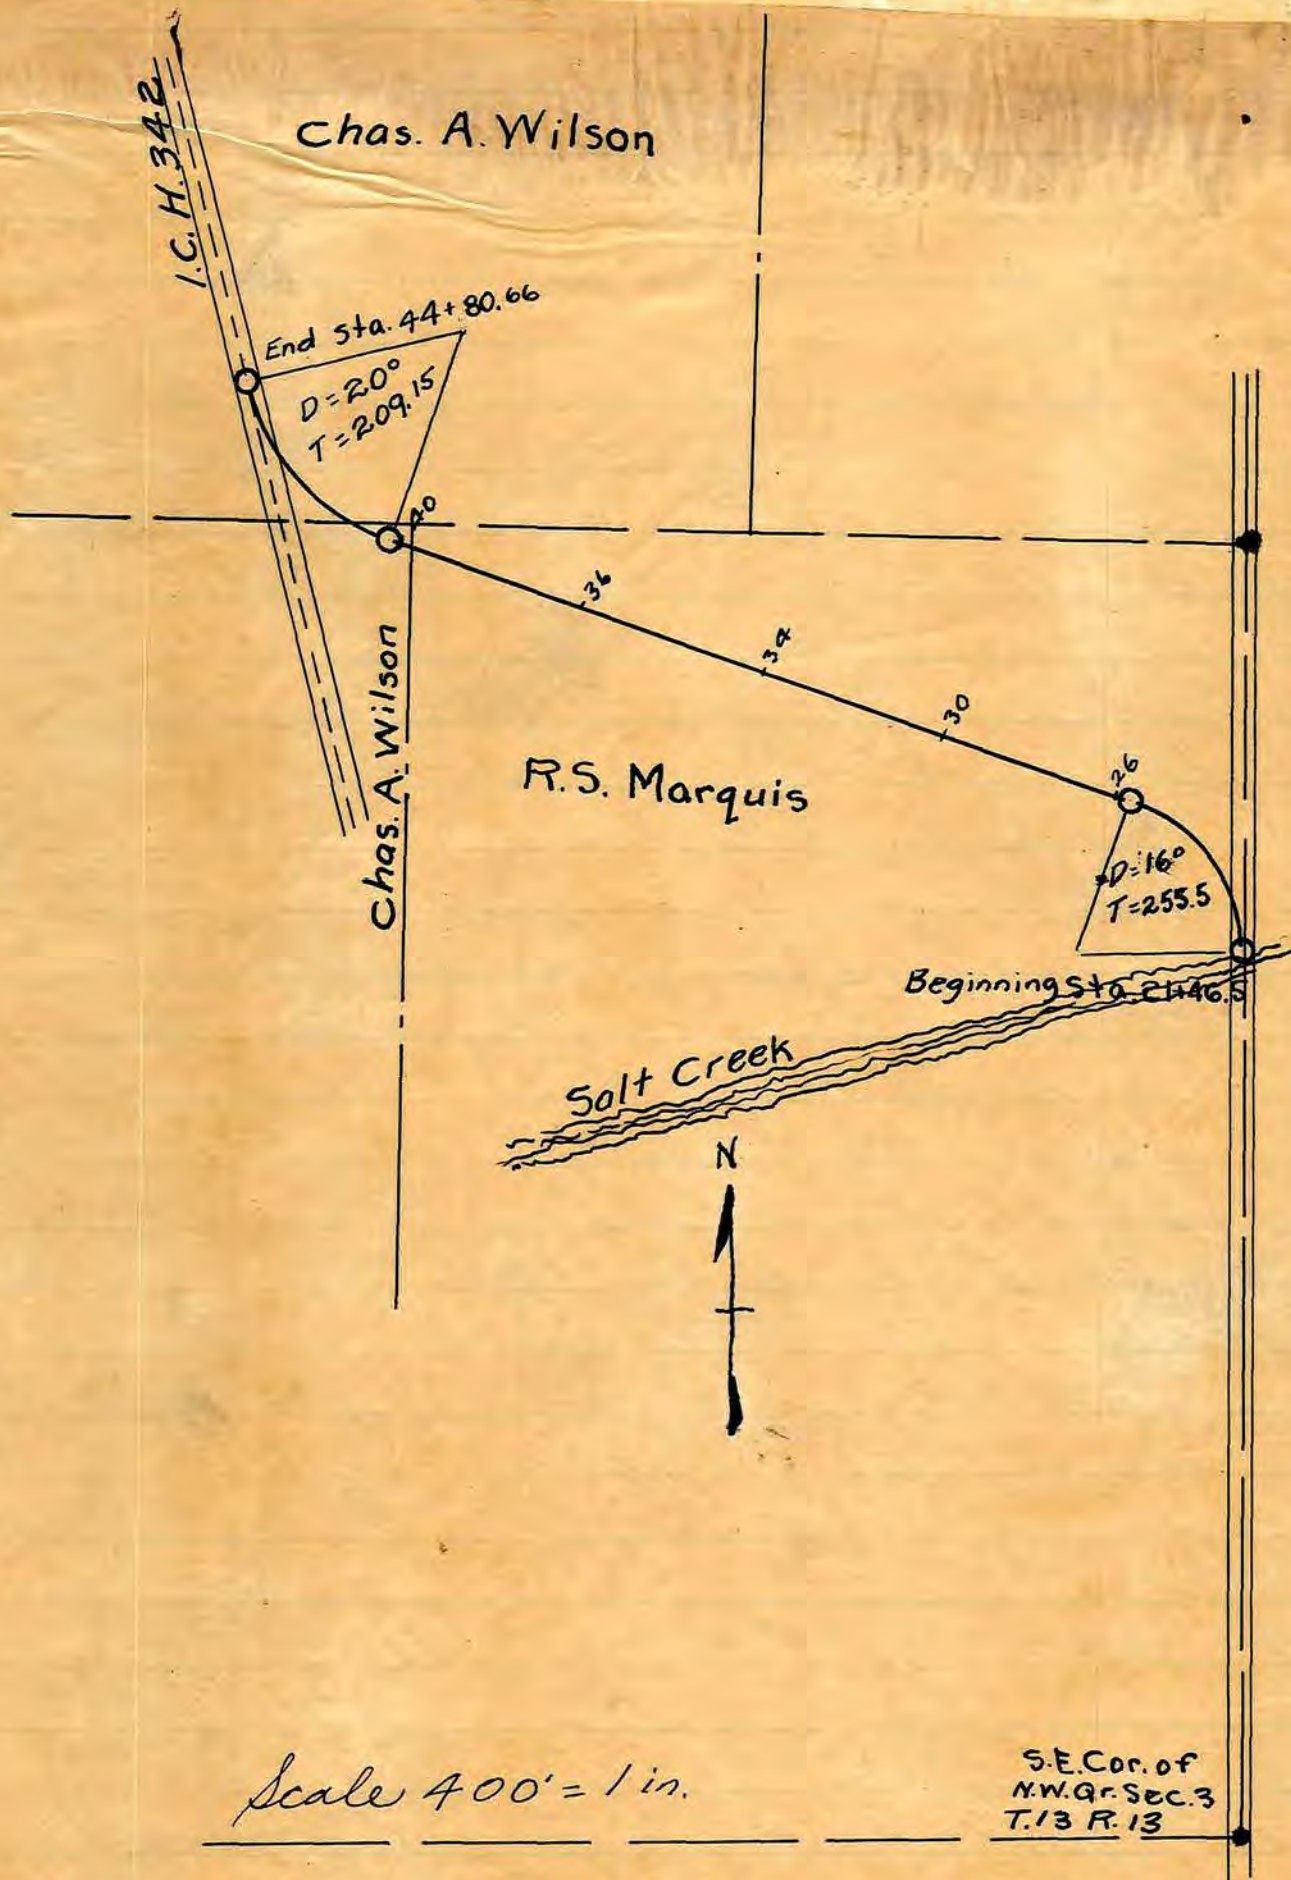 Chas. A. Wilson
I.C.H. 342
End Sta. 44+80.66
D=20°
T=209.15
40
36
34
30
26
Chas. A. Wilson
R.S. Marquis
D=16°
T=255.5
Beginning Sta. 21+46.5
Salt Creek
N
Scale 400'= 1 in.
S.E. Cor. of
N.W. Qr. Sec. 3
T.13 R.13